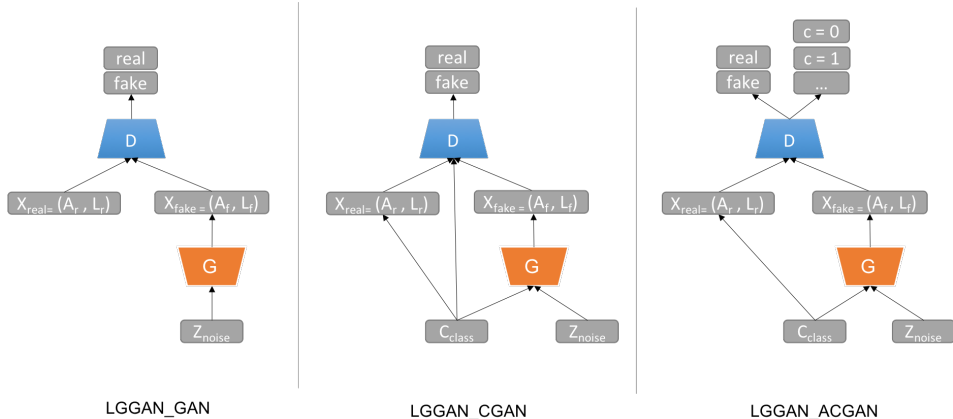 real
fake
D
X_real= (A_r , L_r)
X_fake = (A_f, L_f)
G
Z_noise
LGGAN_GAN
real
fake
D
X_real= (A_r , L_r)
X_fake = (A_f, L_f)
G
C_class
Z_noise
LGGAN_CGAN
real
fake
c = 0
c = 1
...
D
X_real= (A_r , L_r)
X_fake = (A_f, L_f)
G
C_class
Z_noise
LGGAN_ACGAN